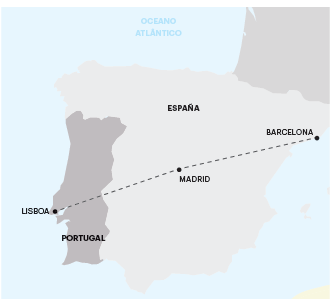 OCEANO
ATLÁNTICO
ESPAÑA
BARCELONA
MADRID
LISBOA
PORTUGAL